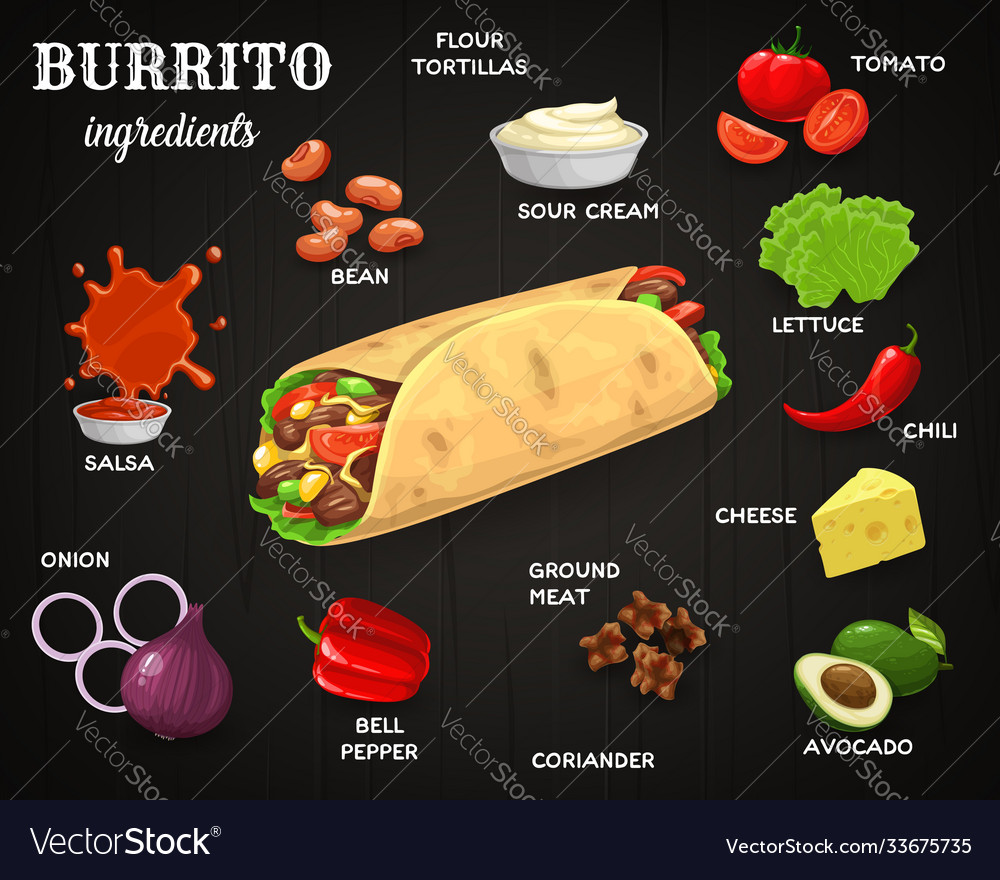 BURRITO
ingredients
FLOUR
TORTILLAS
TOMATO
SOUR CREAM
BEAN
LETTUCE
SALSA
CHILI
CHEESE
ONION
GROUND
MEAT
BELL
PEPPER
CORIANDER
AVOCADO
VectorStock®
VectorStock.com/33675735